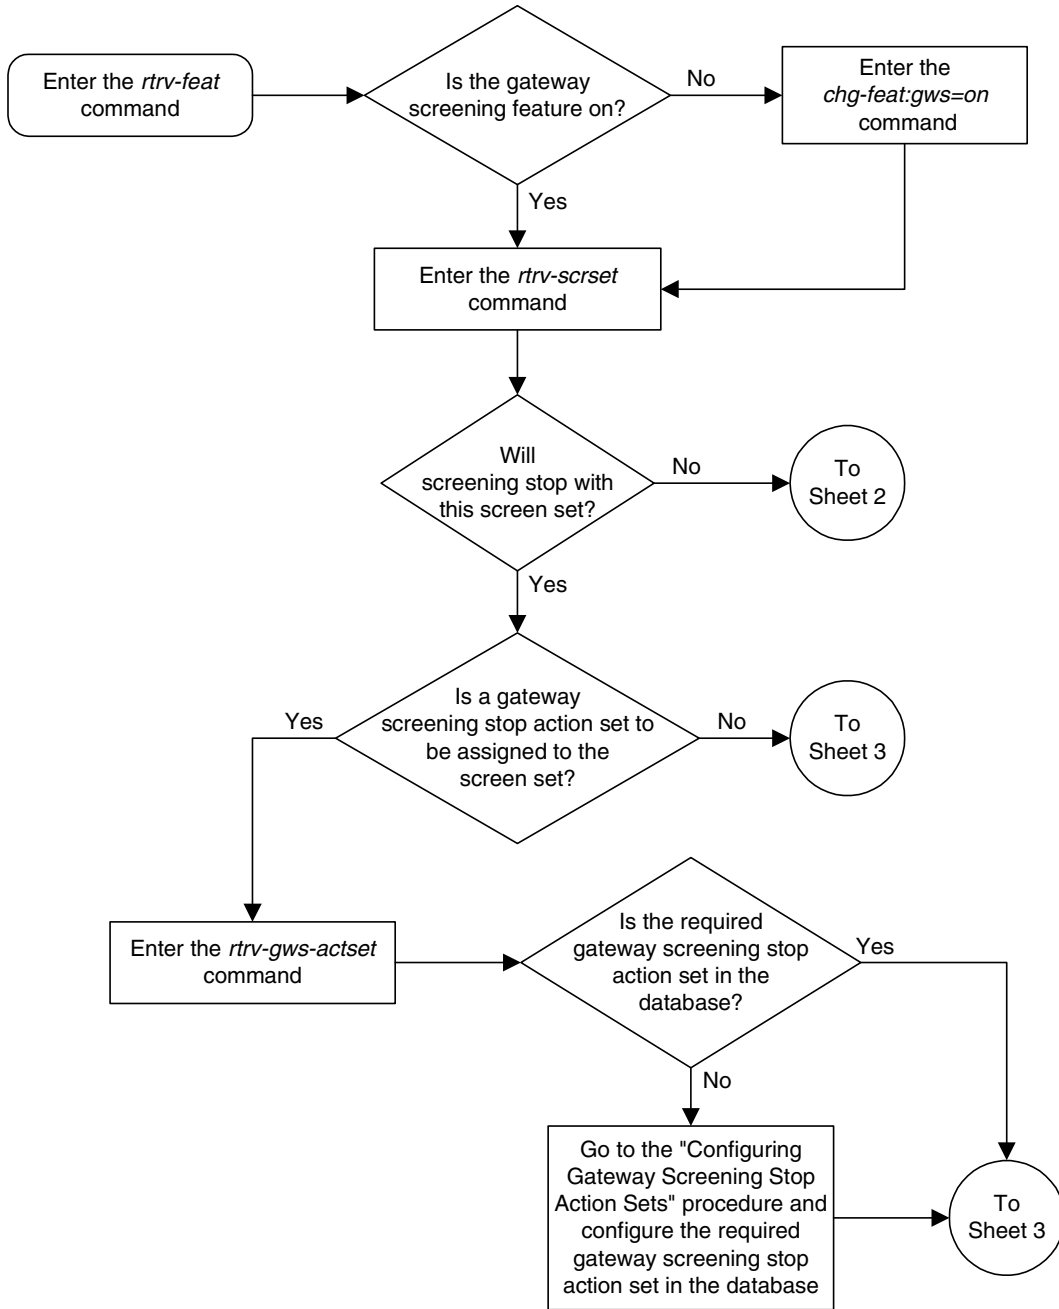 Enter the rtrv-feat
command
Is the gateway
screening feature on?
No
Enter the
chg-feat:gws=on
command
Yes
Enter the rtrv-scrset
command
Will
screening stop with
this screen set?
No
To
Sheet 2
Yes
Is a gateway
screening stop action set to
be assigned to the
screen set?
Yes
No
To
Sheet 3
Enter the rtrv-gws-actset
command
Is the required
gateway screening stop
action set in the
database?
Yes
No
Go to the "Configuring
Gateway Screening Stop
Action Sets" procedure and
configure the required
gateway screening stop
action set in the database
To
Sheet 3